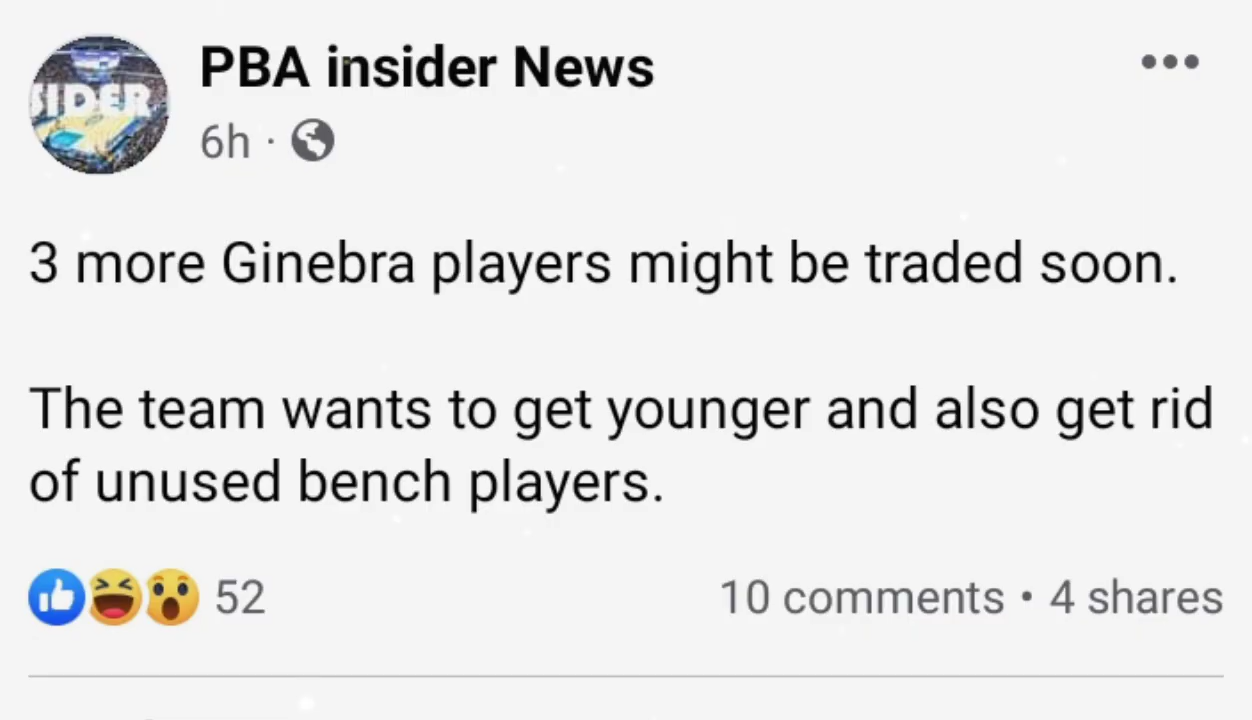 SIDER
PBA insider News
6h ·
3 more Ginebra players might be traded soon.
The team wants to get younger and also get rid
of unused bench players.
52
10 comments • 4 shares